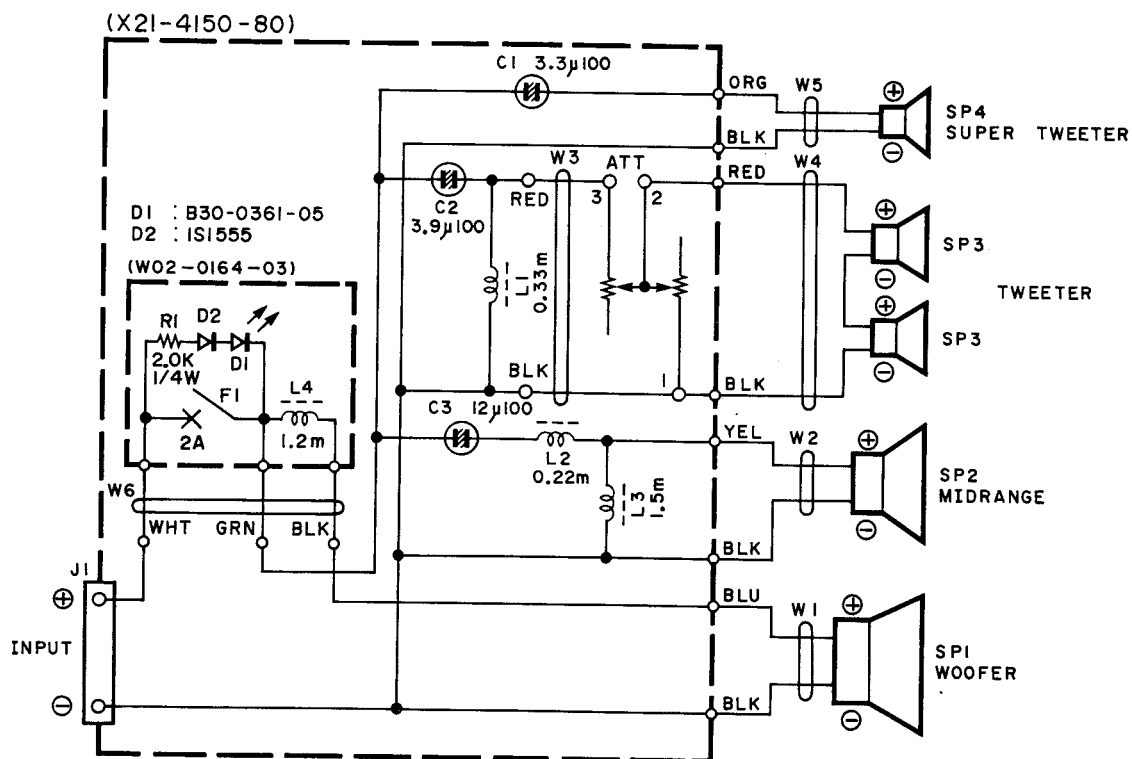 (X21-4150-80)
C1 3.3μ100
ORG
W5
⊕
SP4
SUPER TWEETER
BLK
⊖
W3
ATT
RED
W4
C2
3.9μ100
RED
3
2
⊕
SP3
⊖
TWEETER
D1 : B30-0361-05
D2 : 1S1555
(W02-0164-03)
L1
0.33m
⊕
SP3
⊖
R1
D2
D1
2.0K
1/4W
F1
L4
2A
1.2m
BLK
1
BLK
C3 12μ100
L2
0.22m
YEL
W2
⊕
SP2
MIDRANGE
⊖
L3
1.5m
BLK
W6
WHT
GRN
BLK
J1
⊕
INPUT
⊖
BLU
W1
⊕
SP1
WOOFER
BLK
⊖